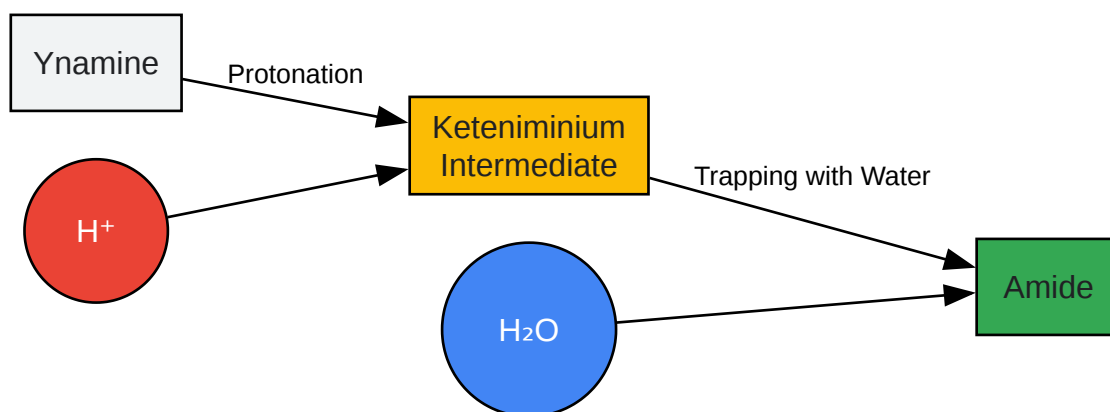 Ynamine
Protonation
Keteniminium
Intermediate
H⁺
Trapping with Water
H₂O
Amide